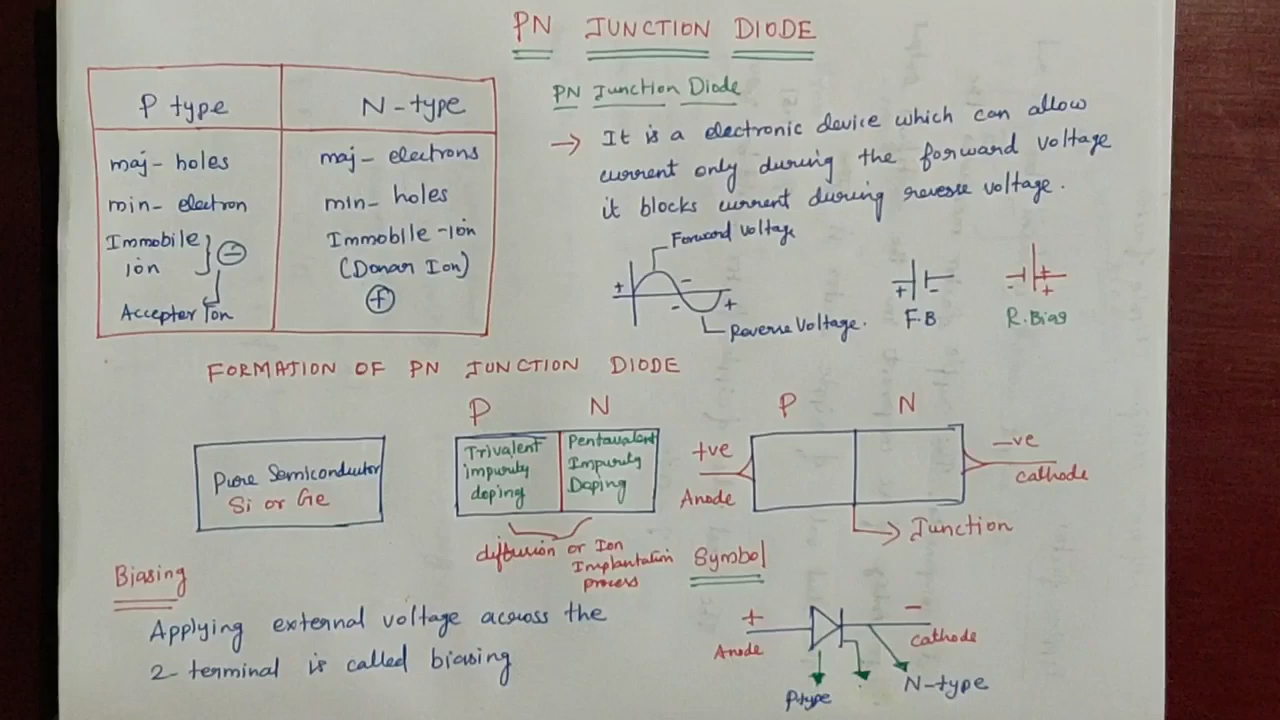 PN JUNCTION DIODE
P type
N-type
maj- holes
maj- electrons
min- electron
min- holes
Immobile
ion
-
Immobile-ion
(Donar Ion)
+
Accepter Ion
PN Junction Diode
→ It is a electronic device which can allow
current only during the forward voltage
it blocks current during reverse voltage.
Forward voltage
+
-
-
+
Reverse Voltage.
+
-
F.B
-
+
+
R.Bias
FORMATION OF PN JUNCTION DIODE
Pure Semiconductor
Si or Ge
P
N
Trivalent
impurity
doping
Pentavalent
Impurity
Doping
diffusion or Ion
Implantation
process
P
N
+ve
Anode
-ve
cathode
Junction
Biasing
Applying external voltage across the
2- terminal is called biasing
Symbol
+
-
Anode
cathode
P-type
N-type